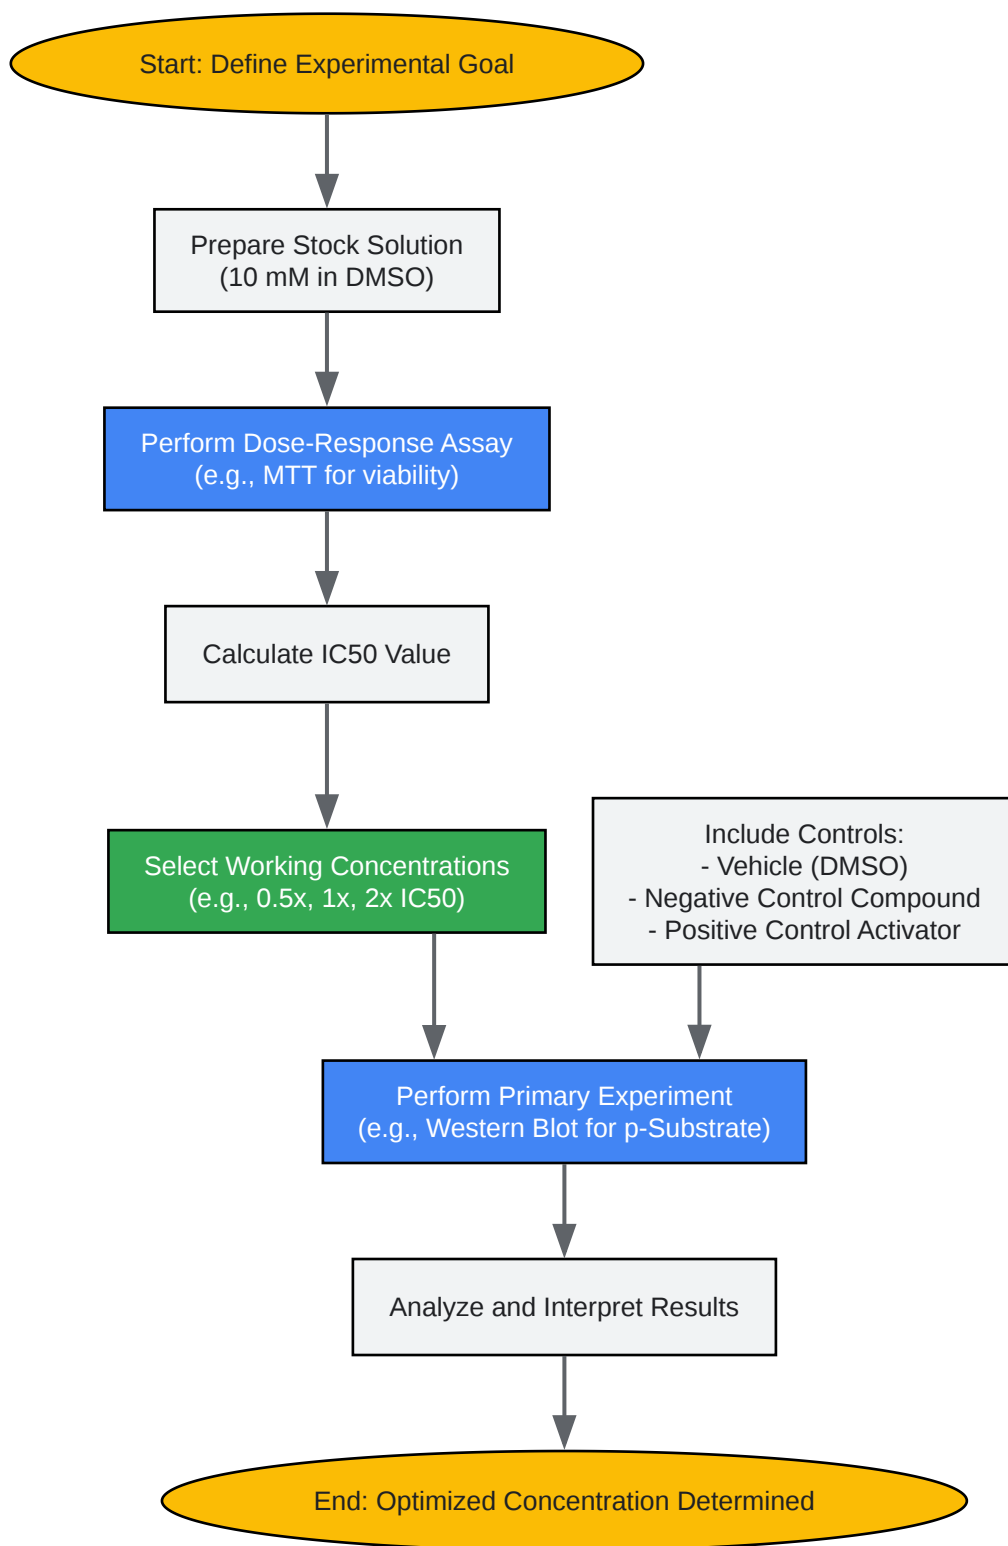 Start: Define Experimental Goal
Prepare Stock Solution
(10 mM in DMSO)
Perform Dose-Response Assay
(e.g., MTT for viability)
Calculate IC50 Value
Select Working Concentrations
(e.g., 0.5x, 1x, 2x IC50)
Include Controls:
- Vehicle (DMSO)
- Negative Control Compound
- Positive Control Activator
Perform Primary Experiment
(e.g., Western Blot for p-Substrate)
Analyze and Interpret Results
End: Optimized Concentration Determined